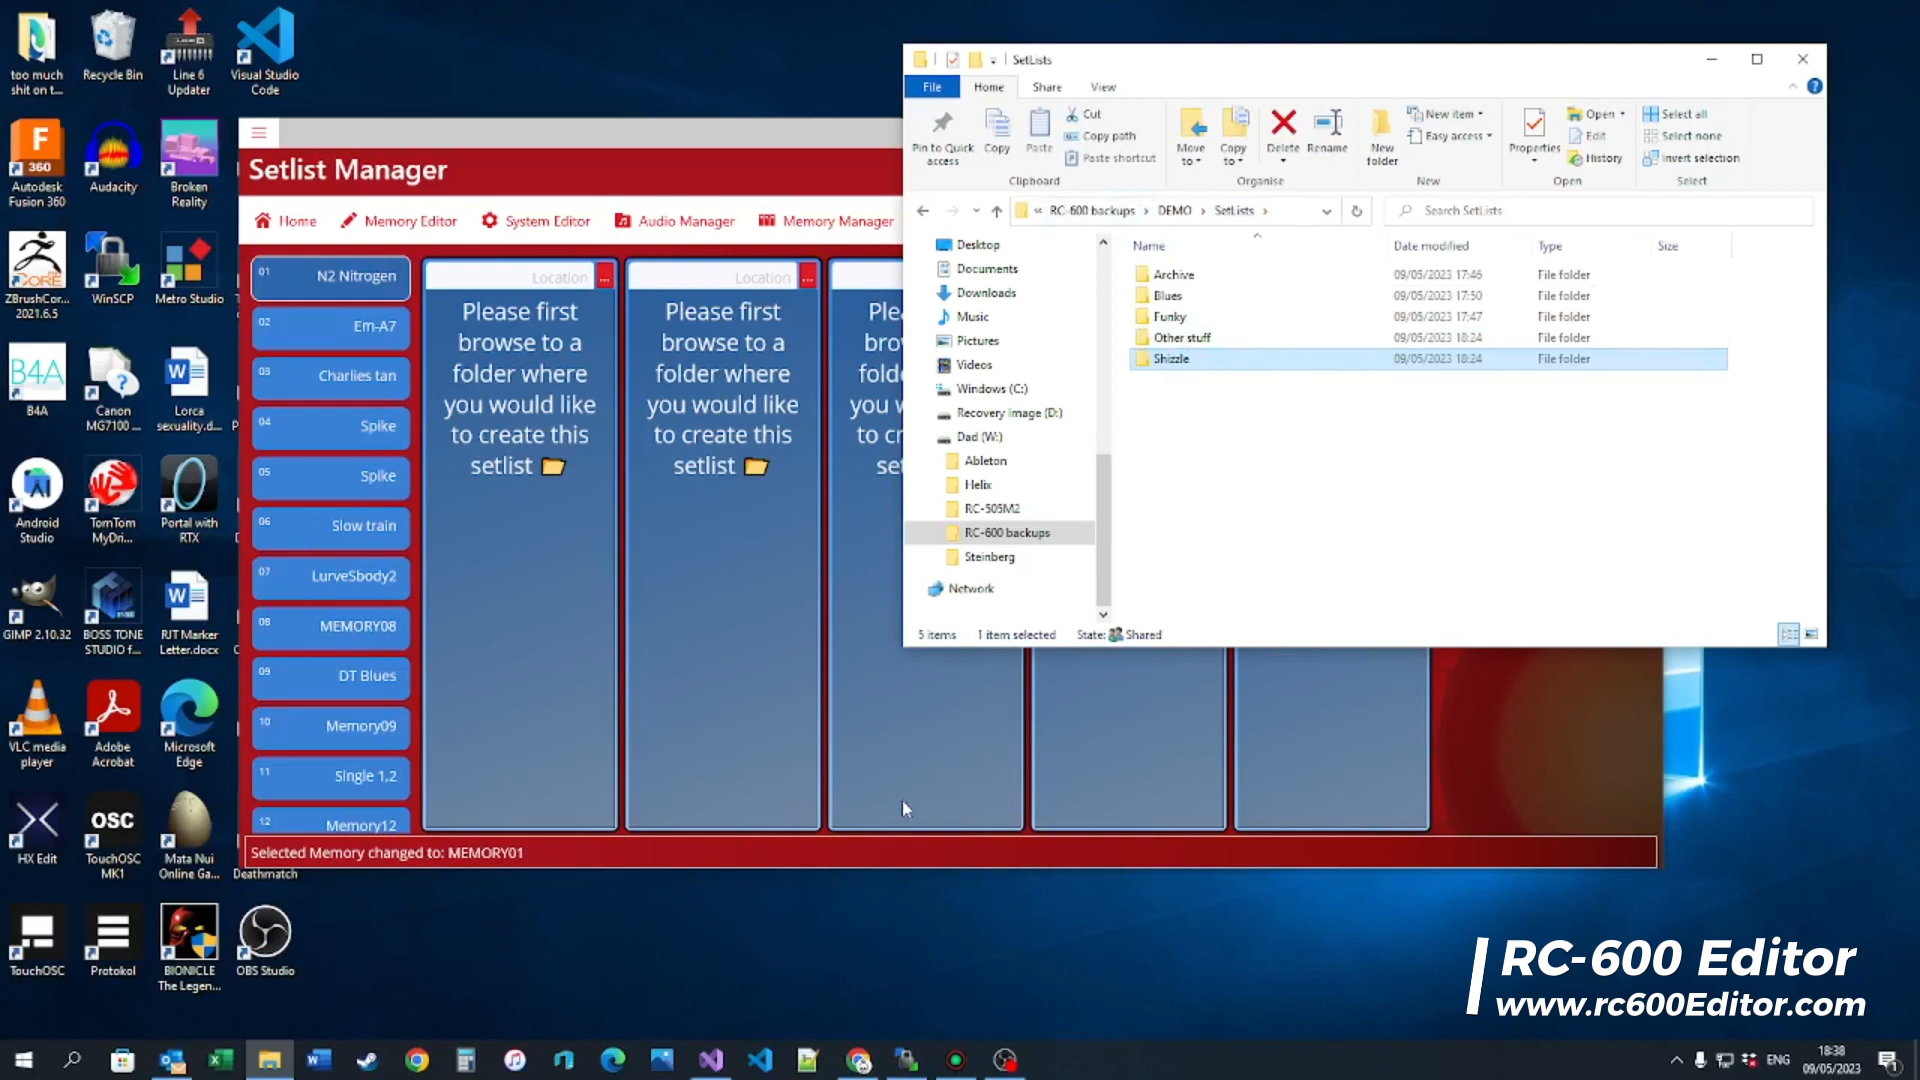 too much
shit on t...
Recycle Bin
Line 6
Updater
Visual Studio
Code
Autodesk
Fusion 360
Audacity
Broken
Reality
ZBrushCor...
2021.6.5
WinSCP
Metro Studio
B4A
Canon
MG7100 ...
Lorca
sexuality.d...
Android
Studio
TomTom
MyDri...
Portal with
RTX
GIMP 2.10.32
BOSS TONE
STUDIO f...
RJT Marker
Letter.docx
VLC media
player
Adobe
Acrobat
Microsoft
Edge
HX Edit
TouchOSC
MK1
Mata Nui
Online Ga...
Deathmatch
TouchOSC
Protokol
BIONICLE
The Legen...
OBS Studio
Setlist Manager
Home
Memory Editor
System Editor
Audio Manager
Memory Manager
01 N2 Nitrogen
02 Em-A7
03 Charlies tan
04 Spike
05 Spike
06 Slow train
07 LurveSbody2
08 MEMORY08
09 DT Blues
10 Memory09
11 Single 1,2
12 Memory12
Location ...
Please first
browse to a
folder where
you would like
to create this
setlist
Location ...
Please first
browse to a
folder where
you would like
to create this
setlist
Selected Memory changed to: MEMORY01
SetLists
File Home Share View
Pin to Quick
access
Copy
Paste
Cut
Copy path
Paste shortcut
Clipboard
Move
to
Copy
to
Delete
Rename
Organise
New
folder
New item
Easy access
New
Properties
Open
Edit
History
Open
Select all
Select none
Invert selection
Select
« RC-600 backups › DEMO › SetLists ›
Search SetLists
Desktop
Documents
Downloads
Music
Pictures
Videos
Windows (C:)
Recovery Image (D:)
Dad (W:)
Ableton
Helix
RC-505M2
RC-600 backups
Steinberg
Network
Name Date modified Type Size
Archive 09/05/2023 17:46 File folder
Blues 09/05/2023 17:50 File folder
Funky 09/05/2023 17:47 File folder
Other stuff 09/05/2023 18:24 File folder
Shizzle 09/05/2023 18:24 File folder
5 items 1 item selected State: Shared
RC-600 Editor
www.rc600Editor.com
ENG
18:38
09/05/2023